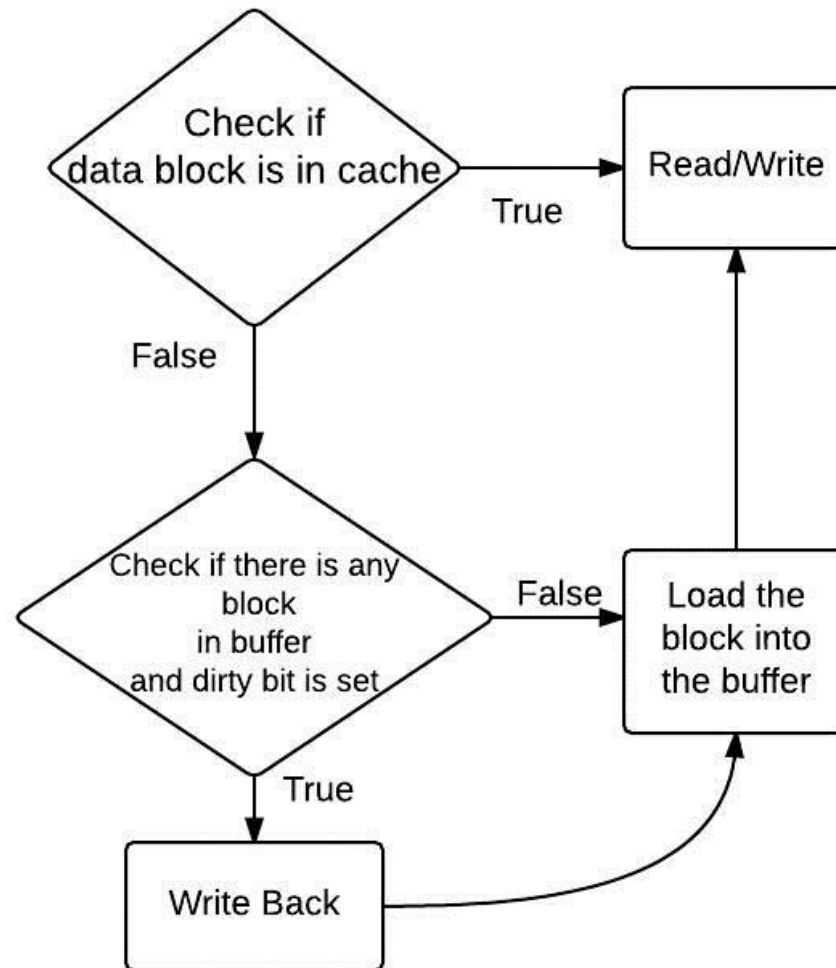 Check if
data block is in cache
True
Read/Write
False
Check if there is any
block
in buffer
and dirty bit is set
False
Load the
block into
the buffer
True
Write Back